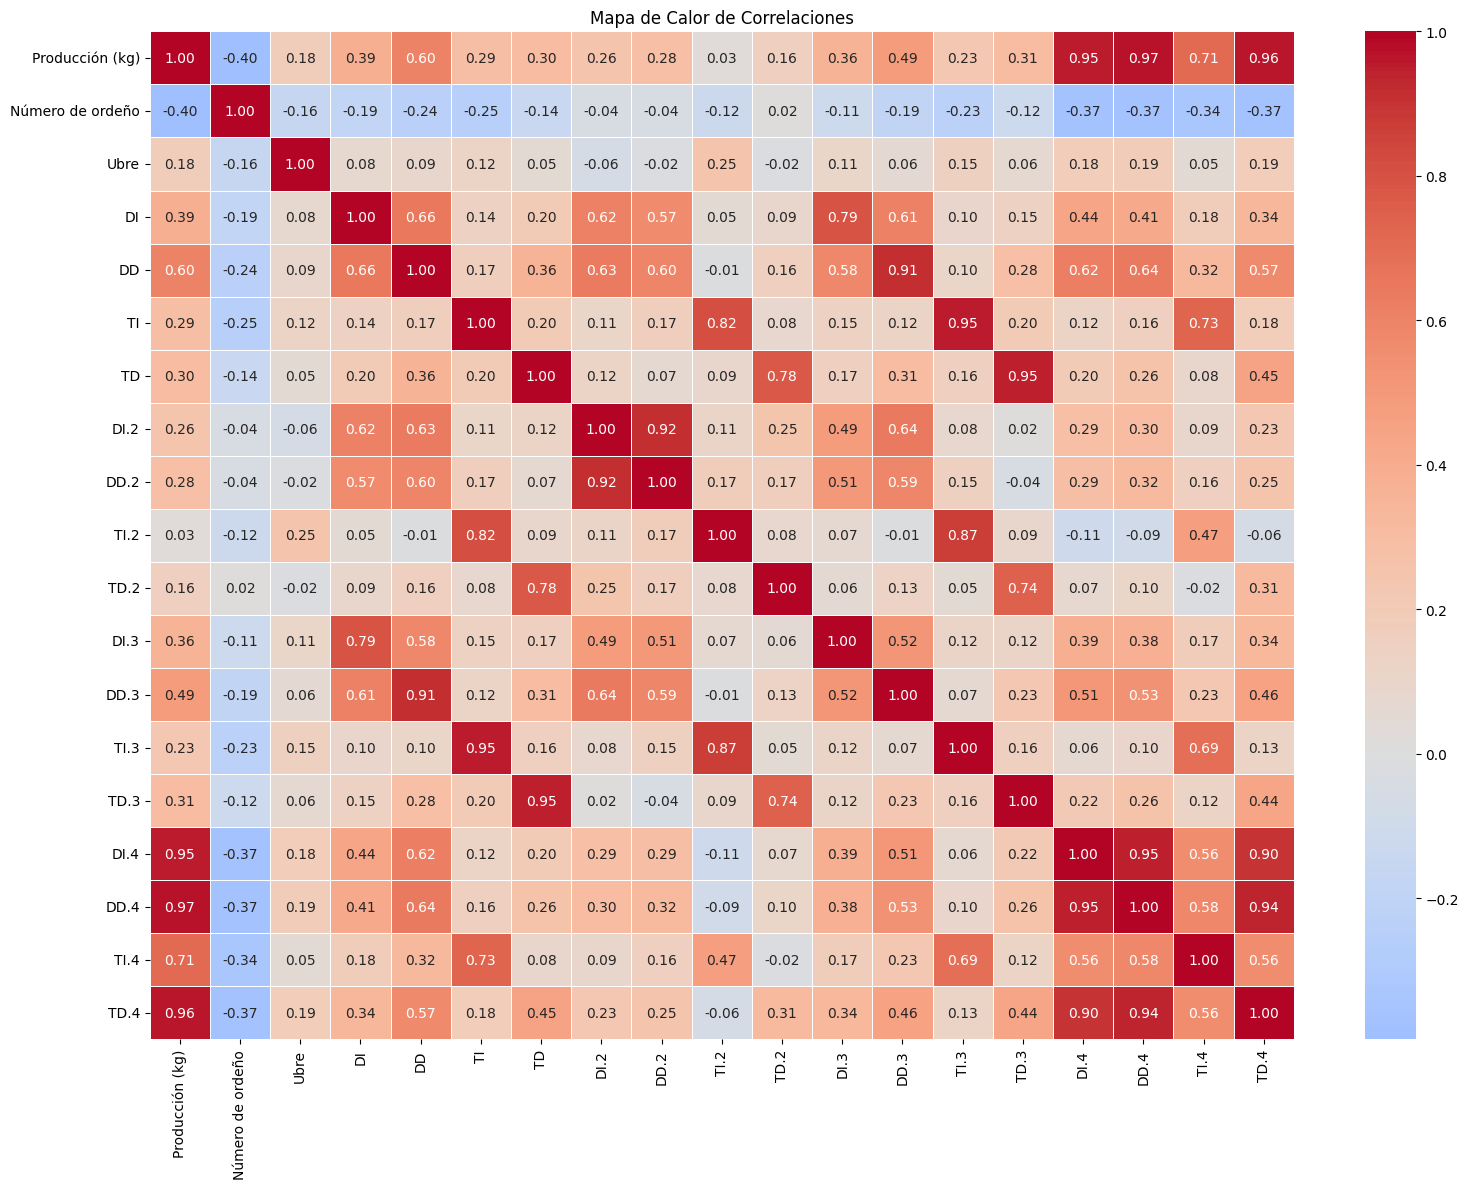 Mapa de Calor de Correlaciones
Producción (kg) 1.00 -0.40 0.18 0.39 0.60 0.29 0.30 0.26 0.28 0.03 0.16 0.36 0.49 0.23 0.31 0.95 0.97 0.71 0.96
Número de ordeño -0.40 1.00 -0.16 -0.19 -0.24 -0.25 -0.14 -0.04 -0.04 -0.12 0.02 -0.11 -0.19 -0.23 -0.12 -0.37 -0.37 -0.34 -0.37
Ubre 0.18 -0.16 1.00 0.08 0.09 0.12 0.05 -0.06 -0.02 0.25 -0.02 0.11 0.06 0.15 0.06 0.18 0.19 0.05 0.19
DI 0.39 -0.19 0.08 1.00 0.66 0.14 0.20 0.62 0.57 0.05 0.09 0.79 0.61 0.10 0.15 0.44 0.41 0.18 0.34
DD 0.60 -0.24 0.09 0.66 1.00 0.17 0.36 0.63 0.60 -0.01 0.16 0.58 0.91 0.10 0.28 0.62 0.64 0.32 0.57
TI 0.29 -0.25 0.12 0.14 0.17 1.00 0.20 0.11 0.17 0.82 0.08 0.15 0.12 0.95 0.20 0.12 0.16 0.73 0.18
TD 0.30 -0.14 0.05 0.20 0.36 0.20 1.00 0.12 0.07 0.09 0.78 0.17 0.31 0.16 0.95 0.20 0.26 0.08 0.45
DI.2 0.26 -0.04 -0.06 0.62 0.63 0.11 0.12 1.00 0.92 0.11 0.25 0.49 0.64 0.08 0.02 0.29 0.30 0.09 0.23
DD.2 0.28 -0.04 -0.02 0.57 0.60 0.17 0.07 0.92 1.00 0.17 0.17 0.51 0.59 0.15 -0.04 0.29 0.32 0.16 0.25
TI.2 0.03 -0.12 0.25 0.05 -0.01 0.82 0.09 0.11 0.17 1.00 0.08 0.07 -0.01 0.87 0.09 -0.11 -0.09 0.47 -0.06
TD.2 0.16 0.02 -0.02 0.09 0.16 0.08 0.78 0.25 0.17 0.08 1.00 0.06 0.13 0.05 0.74 0.07 0.10 -0.02 0.31
DI.3 0.36 -0.11 0.11 0.79 0.58 0.15 0.17 0.49 0.51 0.07 0.06 1.00 0.52 0.12 0.12 0.39 0.38 0.17 0.34
DD.3 0.49 -0.19 0.06 0.61 0.91 0.12 0.31 0.64 0.59 -0.01 0.13 0.52 1.00 0.07 0.23 0.51 0.53 0.23 0.46
TI.3 0.23 -0.23 0.15 0.10 0.10 0.95 0.16 0.08 0.15 0.87 0.05 0.12 0.07 1.00 0.16 0.06 0.10 0.69 0.13
TD.3 0.31 -0.12 0.06 0.15 0.28 0.20 0.95 0.02 -0.04 0.09 0.74 0.12 0.23 0.16 1.00 0.22 0.26 0.12 0.44
DI.4 0.95 -0.37 0.18 0.44 0.62 0.12 0.20 0.29 0.29 -0.11 0.07 0.39 0.51 0.06 0.22 1.00 0.95 0.56 0.90
DD.4 0.97 -0.37 0.19 0.41 0.64 0.16 0.26 0.30 0.32 -0.09 0.10 0.38 0.53 0.10 0.26 0.95 1.00 0.58 0.94
TI.4 0.71 -0.34 0.05 0.18 0.32 0.73 0.08 0.09 0.16 0.47 -0.02 0.17 0.23 0.69 0.12 0.56 0.58 1.00 0.56
TD.4 0.96 -0.37 0.19 0.34 0.57 0.18 0.45 0.23 0.25 -0.06 0.31 0.34 0.46 0.13 0.44 0.90 0.94 0.56 1.00
Producción (kg) Número de ordeño Ubre DI DD TI TD DI.2 DD.2 TI.2 TD.2 DI.3 DD.3 TI.3 TD.3 DI.4 DD.4 TI.4 TD.4
1.0
0.8
0.6
0.4
0.2
0.0
−0.2